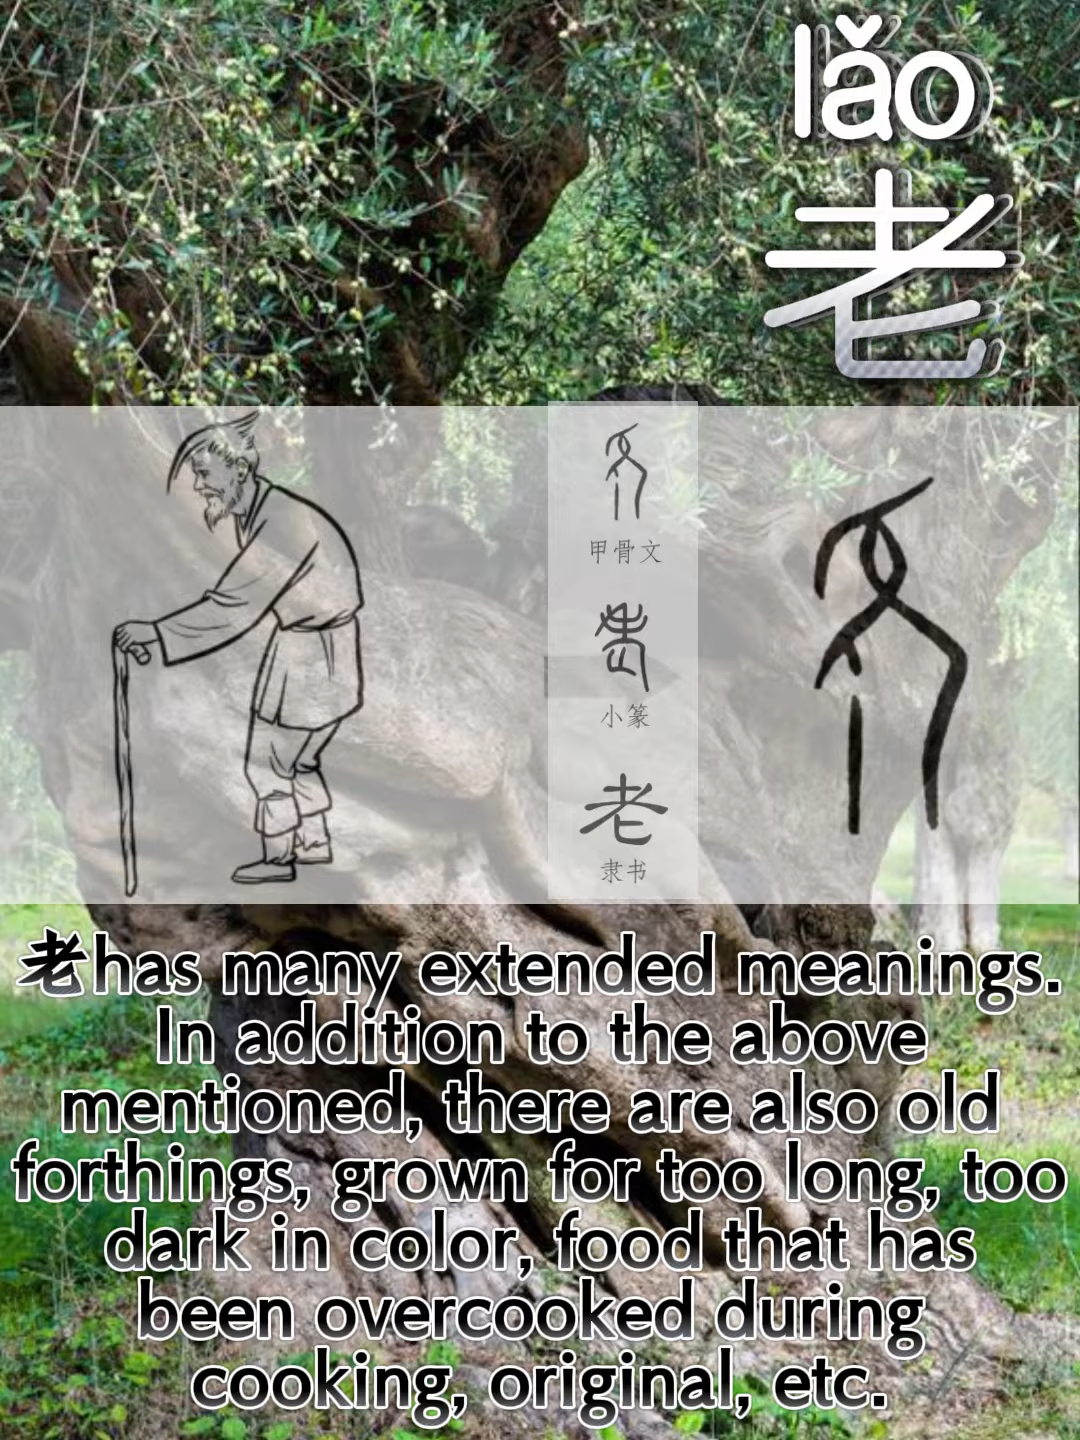 lǎo
老
甲骨文
小篆
老
隶书
老has many extended meanings.
In addition to the above
mentioned, there are also old
forthings, grown for too long, too
dark in color, food that has
been overcooked during
cooking, original, etc.